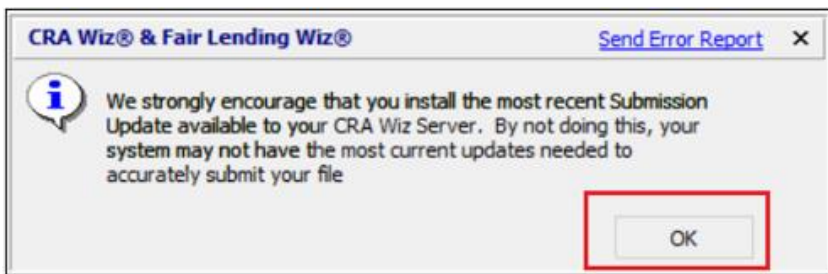 CRA Wiz® & Fair Lending Wiz® Send Error Report X
i
We strongly encourage that you install the most recent Submission
Update available to your CRA Wiz Server. By not doing this, your
system may not have the most current updates needed to
accurately submit your file
OK